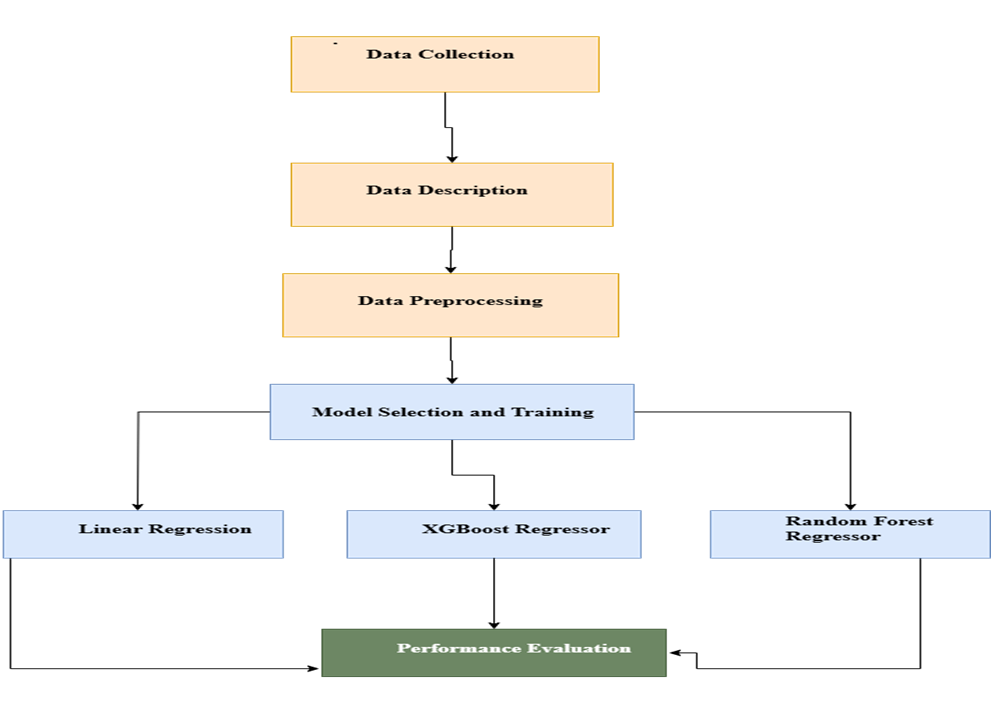 Data Collection
Data Description
Data Preprocessing
Model Selection and Training
Linear Regression
XGBoost Regressor
Random Forest
Regressor
Performance Evaluation